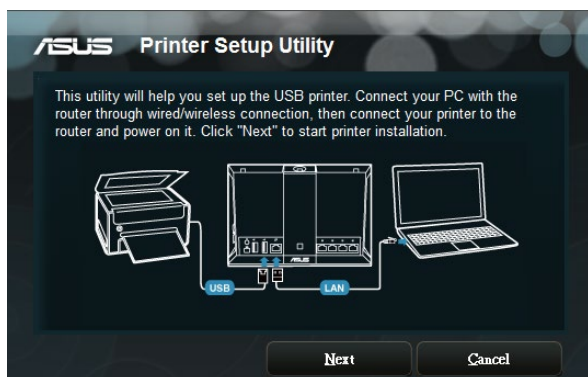 ASUS Printer Setup Utility
This utility will help you set up the USB printer. Connect your PC with the
router through wired/wireless connection, then connect your printer to the
router and power on it. Click "Next" to start printer installation.
ASUS
USB
LAN
Next
Cancel